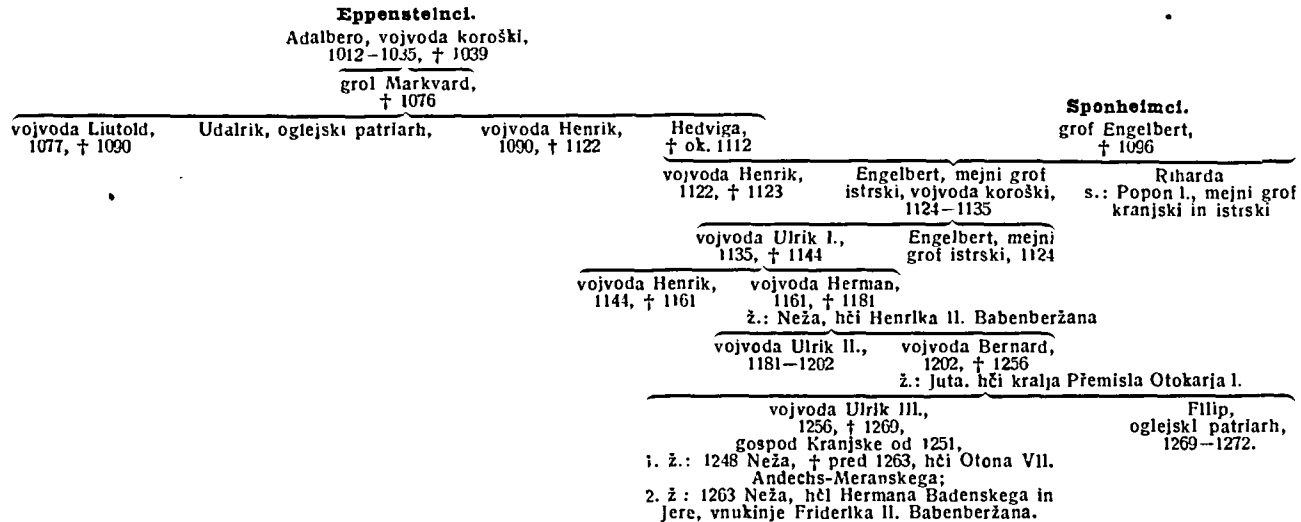 Eppensteinci.
Adalbero, vojvoda koroški,
1012–1035, † 1039
grof Markvard,
† 1076
Sponheimci.
vojvoda Liutold,
1077, † 1090
Udalrik, oglejski patriarh,
vojvoda Henrik,
1090, † 1122
Hedviga,
† ok. 1112
grof Engelbert,
† 1096
vojvoda Henrik,
1122, † 1123
Engelbert, mejni grof
istrski, vojvoda koroški,
1124–1135
Riharda
s.: Popon I., mejni grof
kranjski in istrski
vojvoda Ulrik I.,
1135, † 1144
Engelbert, mejni
grof istrski, 1124
vojvoda Henrik,
1144, † 1161
vojvoda Herman,
1161, † 1181
ž.: Neža, hči Henrika II. Babenberžana
vojvoda Ulrik II.,
1181–1202
vojvoda Bernard,
1202, † 1256
ž.: Juta. hči kralja Přemisla Otokarja I.
vojvoda Ulrik III.,
1256, † 1269,
gospod Kranjske od 1251,
1. ž.: 1248 Neža, † pred 1263, hči Otona VII.
Andechs-Meranskega;
2. ž : 1263 Neža, hči Hermana Badenskega in
Jere, vnukinje Friderika II. Babenberžana.
Filip,
oglejski patriarh,
1269–1272.